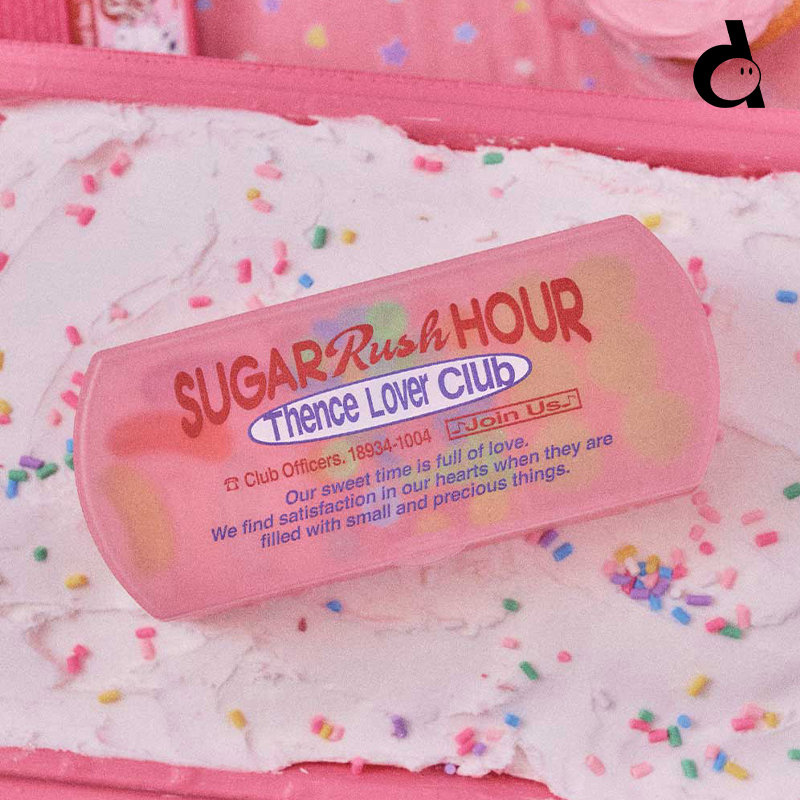 SUGAR Rush HOUR
Thence Lover Club
☎ Club Officers. 18934-1004 ♪Join Us♪
Our sweet time is full of love.
We find satisfaction in our hearts when they are
filled with small and precious things.
d